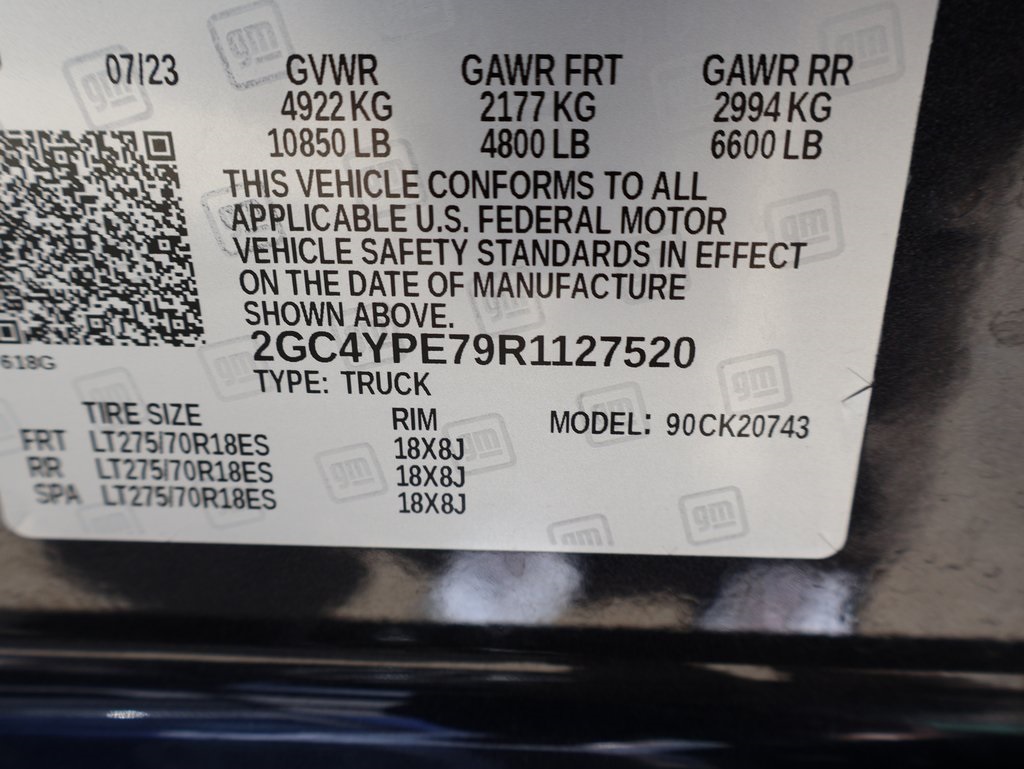 07/23 GVWR GAWR FRT GAWR RR
4922 KG 2177 KG 2994 KG
10850 LB 4800 LB 6600 LB
THIS VEHICLE CONFORMS TO ALL
APPLICABLE U.S. FEDERAL MOTOR
VEHICLE SAFETY STANDARDS IN EFFECT
ON THE DATE OF MANUFACTURE
SHOWN ABOVE.
618G
2GC4YPE79R1127520
TYPE: TRUCK
TIRE SIZE RIM MODEL: 90CK20743
FRT LT275/70R18ES 18X8J
RR LT275/70R18ES 18X8J
SPA LT275/70R18ES 18X8J